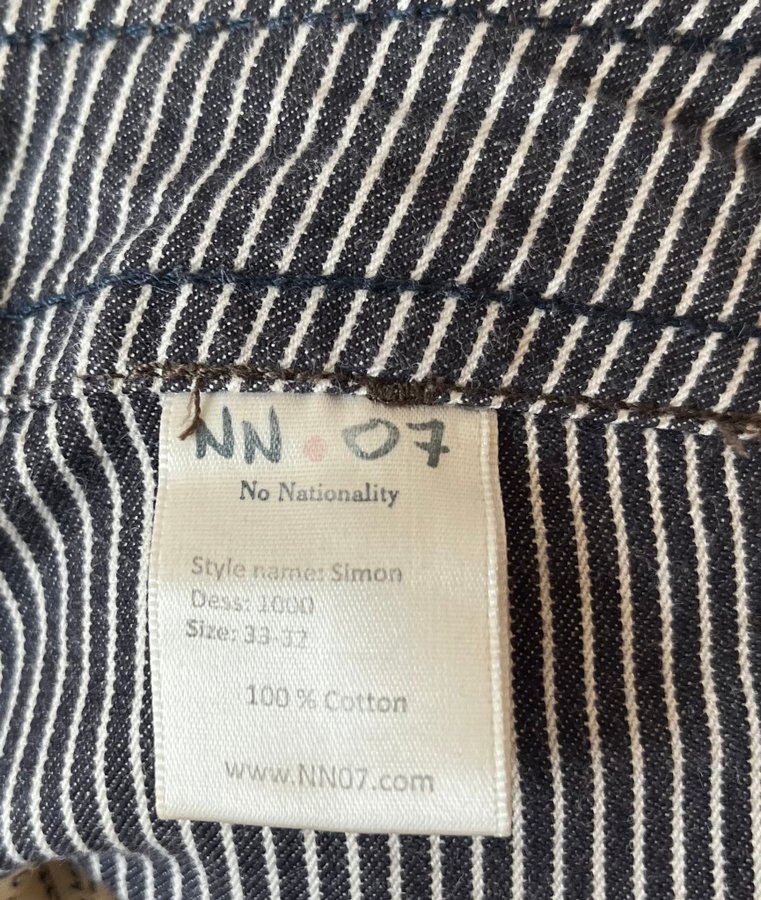 NN.07
No Nationality
Style name: Simon
Dess: 1000
Size: 33-32
100 % Cotton
www.NN07.com